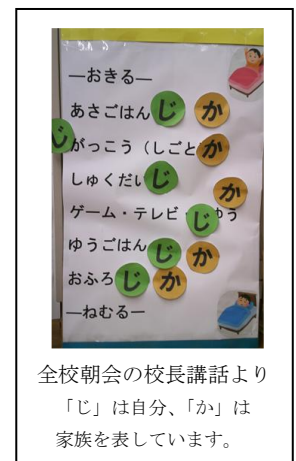 ―おきる―
あさごはん じ か
じ がっこう（しごと か
しゅくだい じ
か
ゲーム・テレビ・ じ ゆう
ゆうごはん じ か
おふろ じ か
―ねむる―
全校朝会の校長講話より
「じ」は自分、「か」は
家族を表しています。